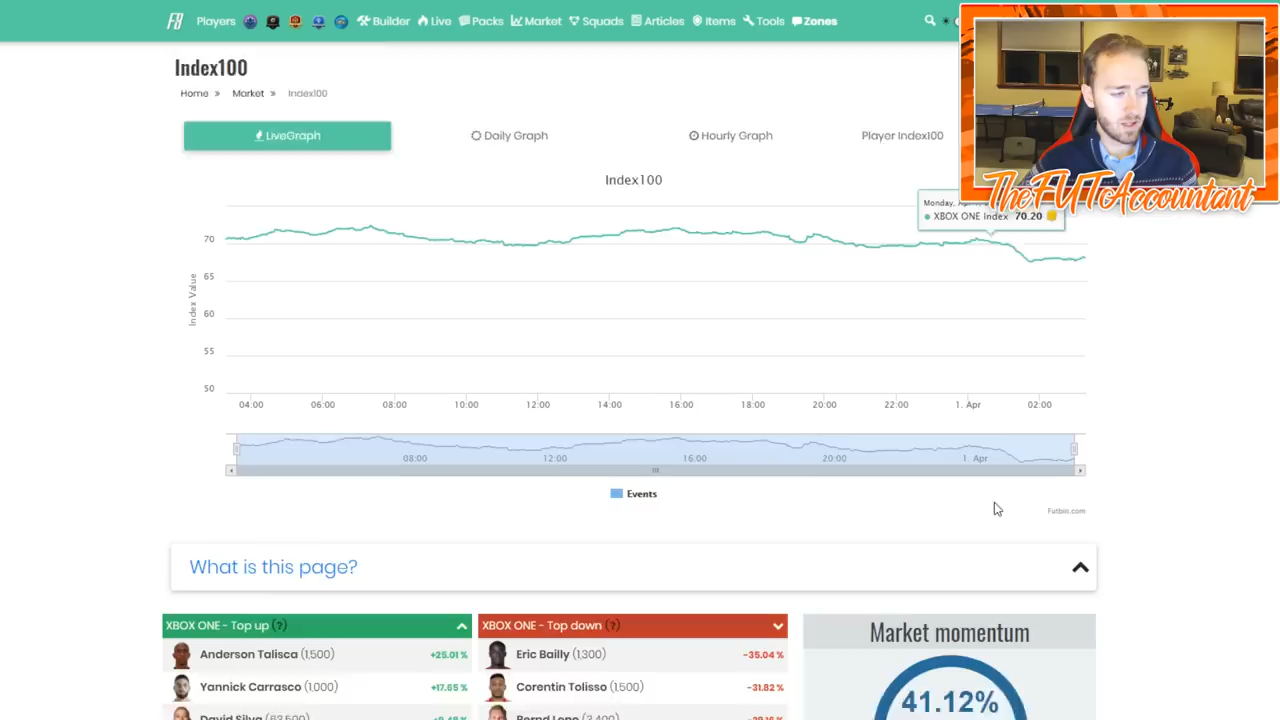 Players Builder Live Packs Market Squads Articles Items Tools Zones
Index100
Home » Market » Index100
LiveGraph Daily Graph Hourly Graph Player Index100
Index100
XBOX ONE Index 70.20
TheFUTAccountant
Index Value
70
65
60
55
50
04:00 06:00 08:00 10:00 12:00 14:00 16:00 18:00 20:00 22:00 1. Apr 02:00
08:00 12:00 16:00 20:00 1. Apr
Events
Futbin.com
What is this page?
XBOX ONE - Top up (?)
Anderson Talisca (1,500) +25.01 %
Yannick Carrasco (1,000) +17.65 %
David Silva
XBOX ONE - Top down (?)
Eric Bailly (1,300) -35.04 %
Corentin Tolisso (1,500) -31.82 %
Bernd Leno
Market momentum
41.12%